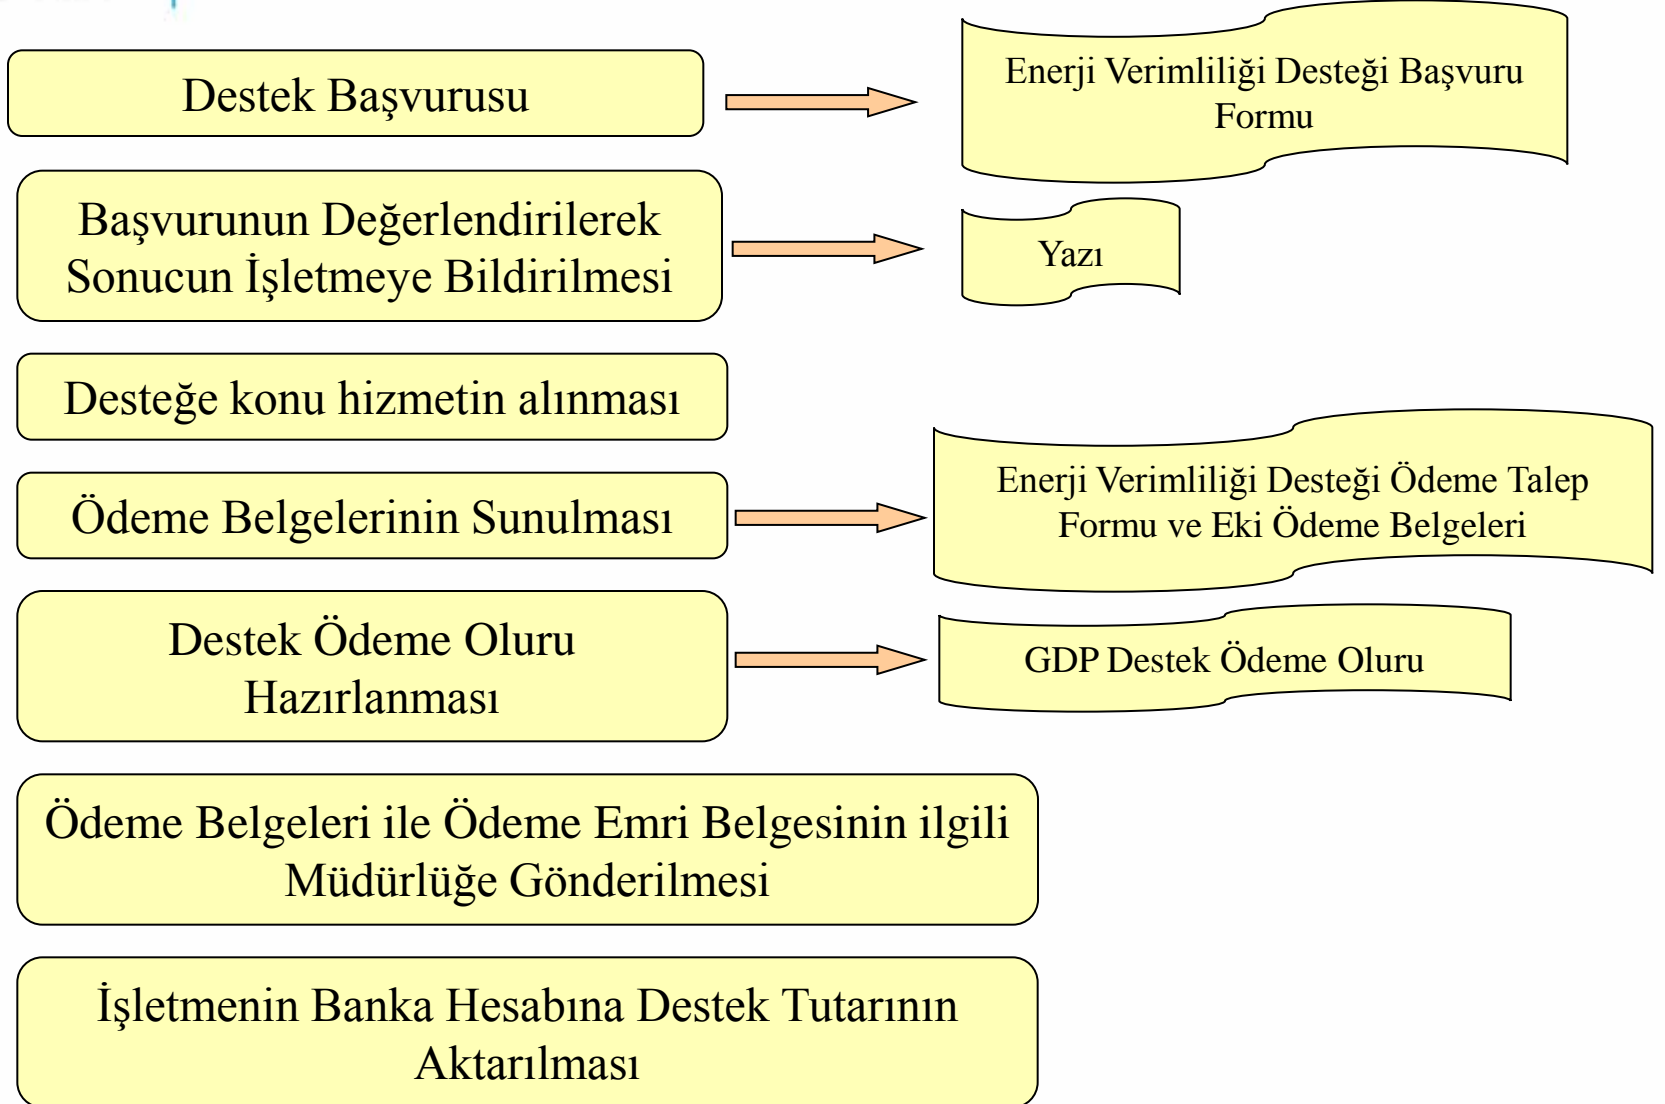 Destek Başvurusu
Enerji Verimliliği Desteği Başvuru
Formu
Başvurunun Değerlendirilerek
Sonucun İşletmeye Bildirilmesi
Yazı
Desteğe konu hizmetin alınması
Ödeme Belgelerinin Sunulması
Enerji Verimliliği Desteği Ödeme Talep
Formu ve Eki Ödeme Belgeleri
Destek Ödeme Oluru
Hazırlanması
GDP Destek Ödeme Oluru
Ödeme Belgeleri ile Ödeme Emri Belgesinin ilgili
Müdürlüğe Gönderilmesi
İşletmenin Banka Hesabına Destek Tutarının
Aktarılması